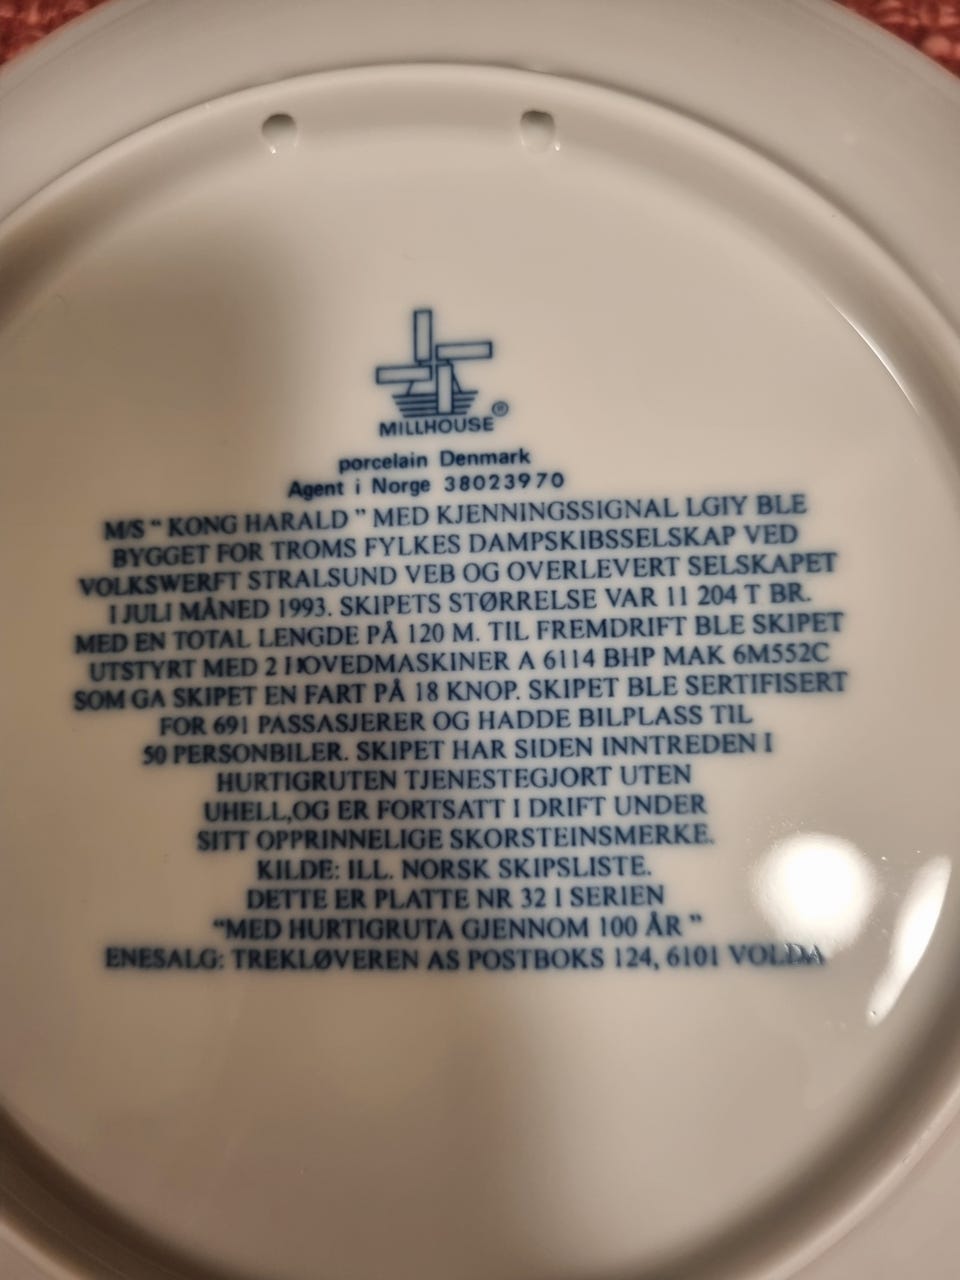 MILLHOUSE ®
porcelain Denmark
Agent i Norge 38023970
M/S “ KONG HARALD ” MED KJENNINGSSIGNAL LGIY BLE
BYGGET FOR TROMS FYLKES DAMPSKIBSSELSKAP VED
VOLKSWERFT STRALSUND VEB OG OVERLEVERT SELSKAPET
I JULI MÅNED 1993. SKIPETS STØRRELSE VAR 11 204 T BR.
MED EN TOTAL LENGDE PÅ 120 M. TIL FREMDRIFT BLE SKIPET
UTSTYRT MED 2 HOVEDMASKINER A 6114 BHP MAK 6M552C
SOM GA SKIPET EN FART PÅ 18 KNOP. SKIPET BLE SERTIFISERT
FOR 691 PASSASJERER OG HADDE BILPLASS TIL
50 PERSONBILER. SKIPET HAR SIDEN INNTREDEN I
HURTIGRUTEN TJENESTEGJORT UTEN
UHELL,OG ER FORTSATT I DRIFT UNDER
SITT OPPRINNELIGE SKORSTEINSMERKE.
KILDE: ILL. NORSK SKIPSLISTE.
DETTE ER PLATTE NR 32 I SERIEN
“MED HURTIGRUTA GJENNOM 100 ÅR ”
ENESALG: TREKLØVEREN AS POSTBOKS 124, 6101 VOLDA